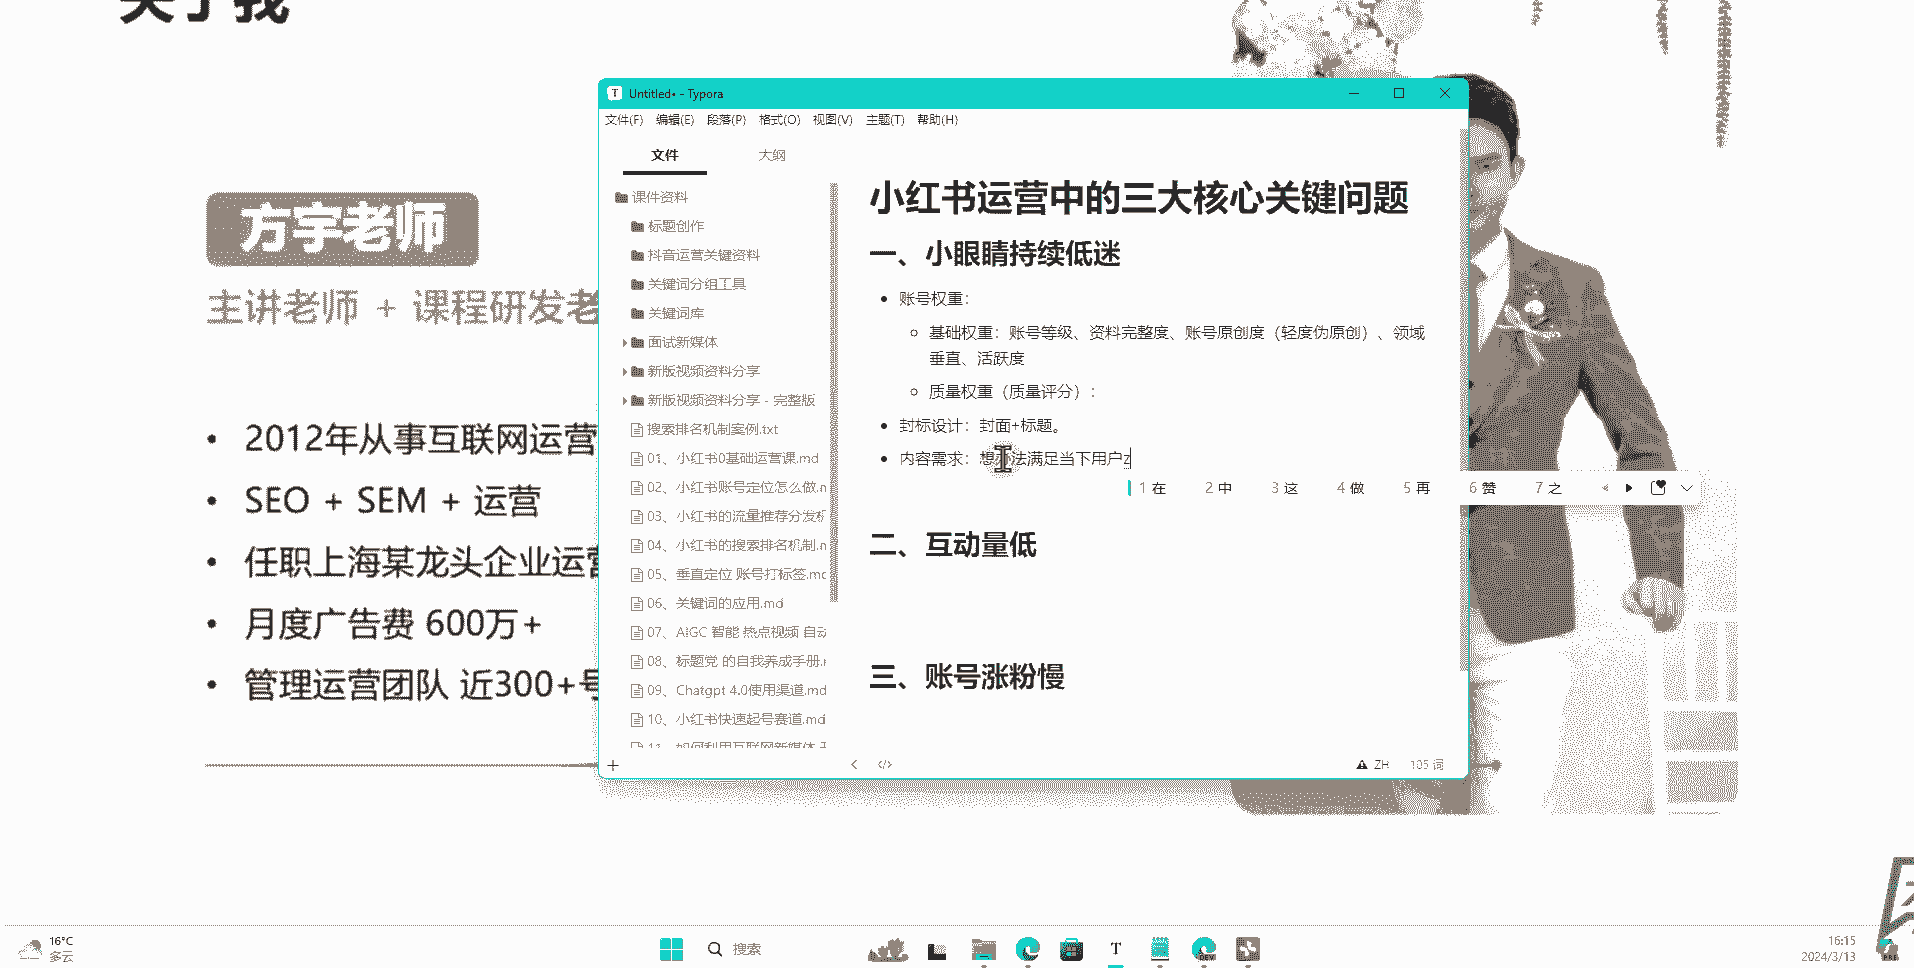 关于我
方宇老师
主讲老师 + 课程研发老
• 2012年从事互联网运营
• SEO + SEM + 运营
• 任职上海某龙头企业运营
• 月度广告费 600万+
• 管理运营团队 近300+号
Untitled• - Typora
文件(F) 编辑(E) 段落(P) 格式(O) 视图(V) 主题(T) 帮助(H)
文件 大纲
课件资料
标题创作
抖音运营关键资料
关键词分组工具
关键词库
面试新媒体
新版视频资料分享
新版视频资料分享 - 完整版
搜索排名机制案例.txt
01、小红书0基础运营课.md
02、小红书账号定位怎么做.n
03、小红书的流量推荐分发机
04、小红书的搜索排名机制.n
05、垂直定位 账号打标签.mc
06、关键词的应用.md
07、AIGC 智能 热点视频 自动
08、标题党 的自我养成手册.r
09、Chatgpt 4.0使用渠道.md
10、小红书快速起号赛道.md
11、如何利用互联网新媒体
小红书运营中的三大核心关键问题
一、小眼睛持续低迷
• 账号权重：
基础权重：账号等级、资料完整度、账号原创度（轻度伪原创）、领域
垂直、活跃度
质量权重（质量评分）：
• 封标设计：封面+标题。
• 内容需求：想办法满足当下用户z
1 在 2 中 3 这 4 做 5 再 6 赞 7 之
二、互动量低
三、账号涨粉慢
ZH 105 词
16°C
多云
搜索
T
DEV
16:15
2024/3/13
PRE